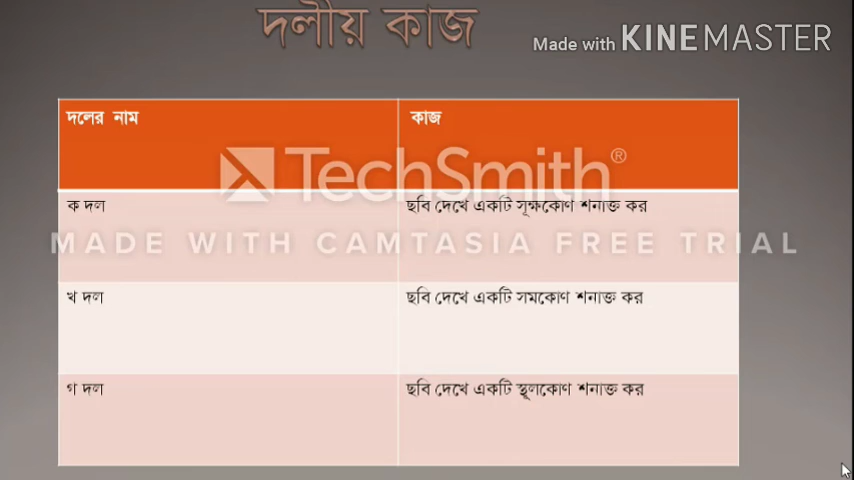 দলীয় কাজ
Made with KINEMASTER
দলের নাম কাজ
TechSmith®
ক দল ছবি দেখে একটি সূক্ষকোণ শনাক্ত কর
MADE WITH CAMTASIA FREE TRIAL
খ দল ছবি দেখে একটি সমকোণ শনাক্ত কর
গ দল ছবি দেখে একটি স্থূলকোণ শনাক্ত কর